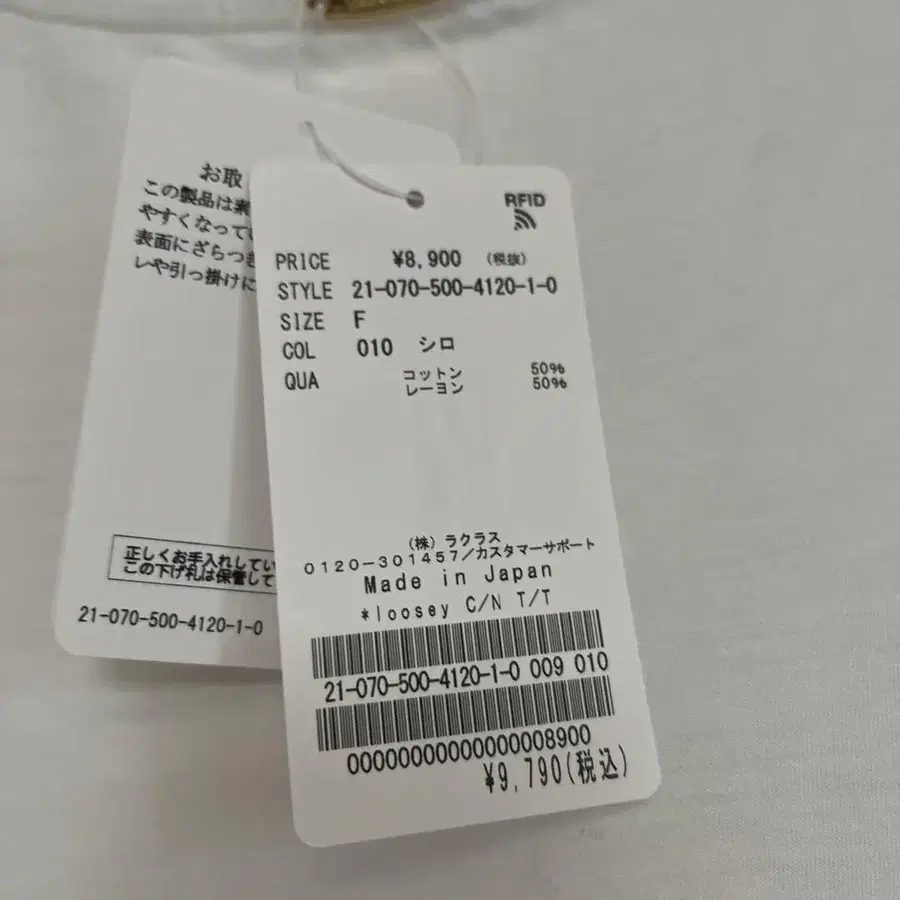 お取
この製品は素
やすくなってい
表面にざらつき
レや引っ掛けに
正しくお手入れしてい
この下げ札は保管して
21-070-500-4120-1-0
RFID
PRICE ¥8,900 (税抜)
STYLE 21-070-500-4120-1-0
SIZE F
COL 010 シロ
QUA コットン 50%
レーヨン 50%
(株) ラクラス
0120-301457/カスタマーサポート
Made in Japan
*loosey C/N T/T
21-070-500-4120-1-0 009 010
00000000000000008900
¥9,790(税込)